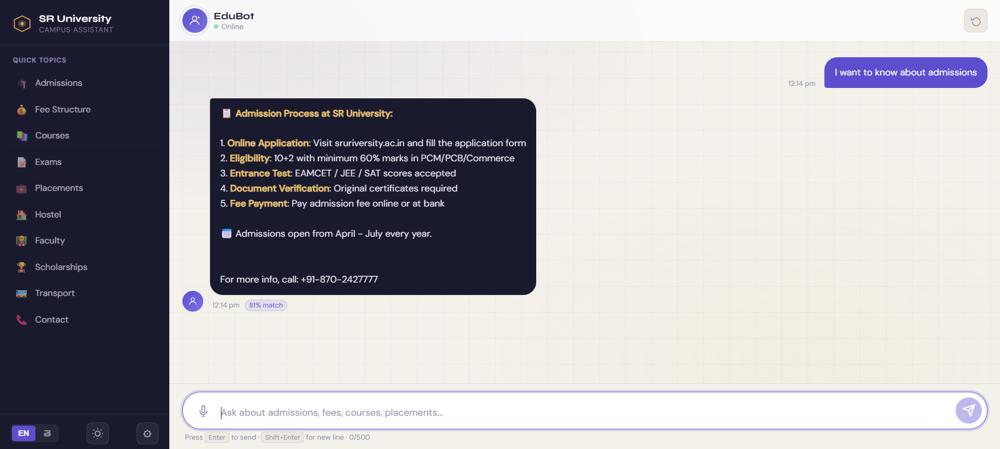 SR University
CAMPUS ASSISTANT
QUICK TOPICS
Admissions
Fee Structure
Courses
Exams
Placements
Hostel
Faculty
Scholarships
Transport
Contact
EN
EduBot
Online
I want to know about admissions
12:14 pm
Admission Process at SR University:
1. Online Application: Visit sruriversity.ac.in and fill the application form
2. Eligibility: 10+2 with minimum 60% marks in PCM/PCB/Commerce
3. Entrance Test: EAMCET / JEE / SAT scores accepted
4. Document Verification: Original certificates required
5. Fee Payment: Pay admission fee online or at bank
Admissions open from April - July every year.
For more info, call: +91-870-2427777
12:14 pm 81% match
Ask about admissions, fees, courses, placements...
Press Enter to send · Shift+Enter for new line · 0/500